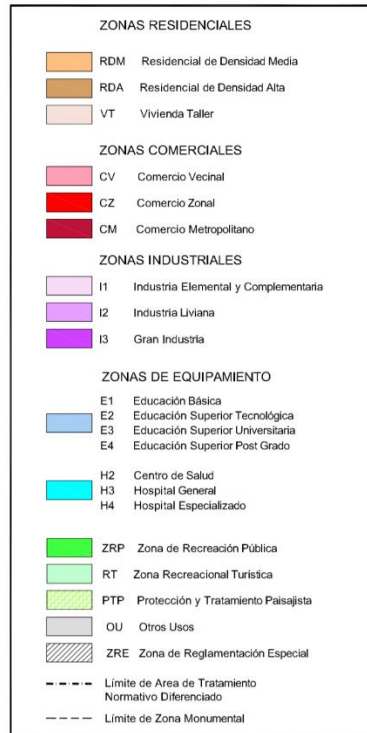 ZONAS RESIDENCIALES
RDM Residencial de Densidad Media
RDA Residencial de Densidad Alta
VT Vivienda Taller
ZONAS COMERCIALES
CV Comercio Vecinal
CZ Comercio Zonal
CM Comercio Metropolitano
ZONAS INDUSTRIALES
I1 Industria Elemental y Complementaria
I2 Industria Liviana
I3 Gran Industria
ZONAS DE EQUIPAMIENTO
E1 Educación Básica
E2 Educación Superior Tecnológica
E3 Educación Superior Universitaria
E4 Educación Superior Post Grado
H2 Centro de Salud
H3 Hospital General
H4 Hospital Especializado
ZRP Zona de Recreación Pública
RT Zona Recreacional Turística
PTP Protección y Tratamiento Paisajista
OU Otros Usos
ZRE Zona de Reglamentación Especial
Límite de Area de Tratamiento
Normativo Diferenciado
Límite de Zona Monumental